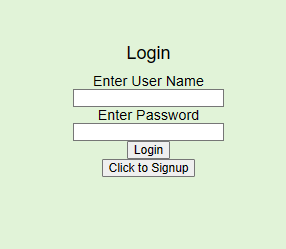 Login
Enter User Name
Enter Password
Login
Click to Signup